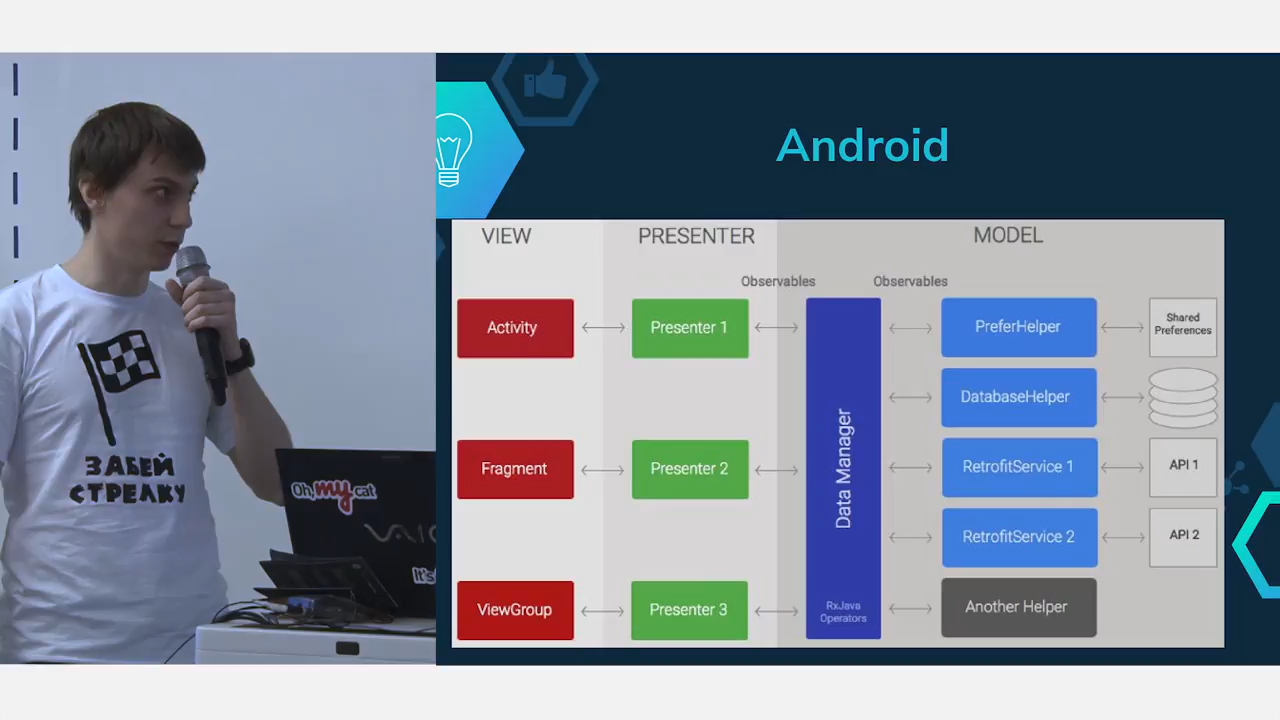 Android
VIEW
PRESENTER
MODEL
Observables
Observables
Activity
Presenter 1
PreferHelper
Shared
Preferences
DatabaseHelper
Fragment
Presenter 2
Data Manager
RetrofitService 1
API 1
RetrofitService 2
API 2
ViewGroup
Presenter 3
RxJava
Operators
Another Helper
ЗАБЕЙ
СТРЕЛКУ
Oh, my cat
VAIO
It's